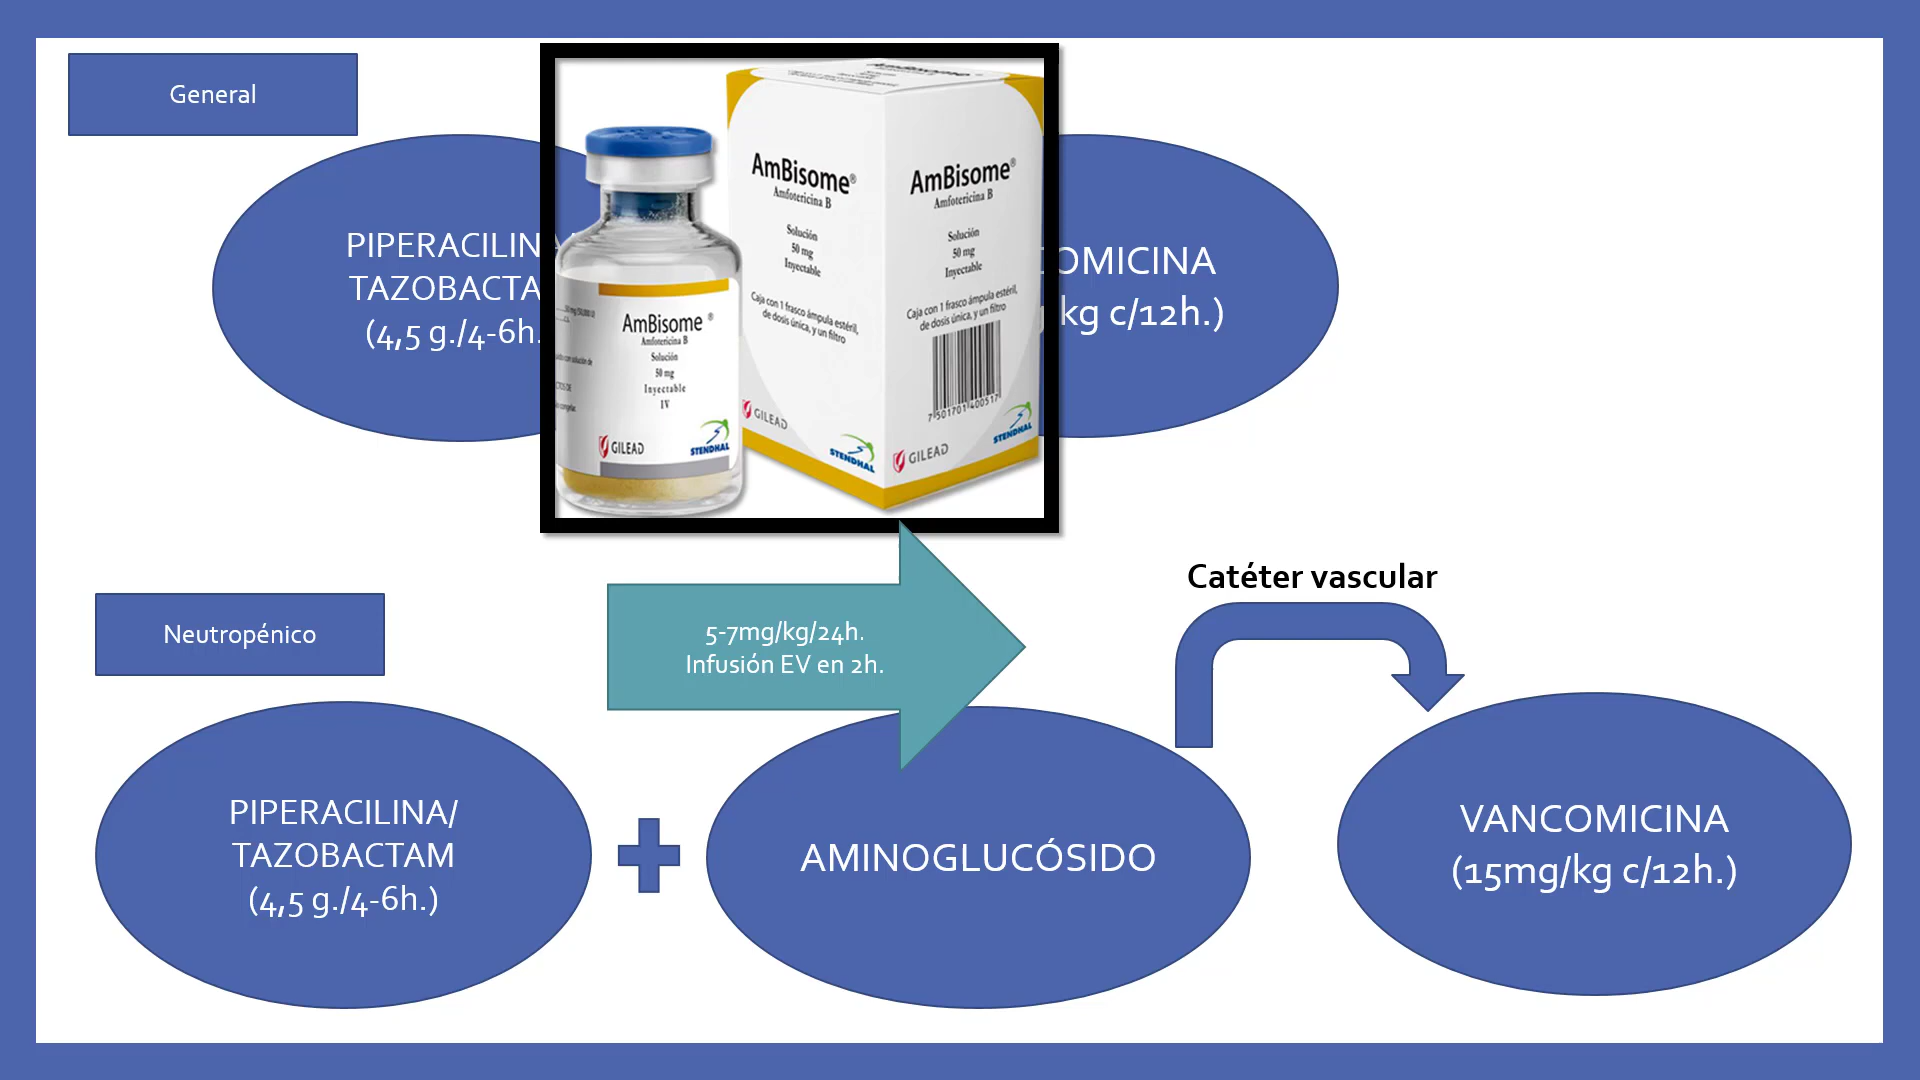 General
PIPERACILINA/
TAZOBACTA
(4,5 g./4-6h.
OMICINA
kg c/12h.)
AmBisome®
Amfotericina B
Solución
50 mg
Inyectable
Caja con 1 frasco ámpula estéril,
de dosis única, y un filtro
GILEAD
STENDHAL
AmBisome®
Amfotericina B
Solución
50 mg
Inyectable
Caja con 1 frasco ámpula estéril,
de dosis única, y un filtro
7 501701 400517
GILEAD
STENDHAL
AmBisome®
Amfotericina B
Solución
50 mg
Inyectable
IV
GILEAD
STENDHAL
5-7mg/kg/24h.
Infusión EV en 2h.
Catéter vascular
Neutropénico
PIPERACILINA/
TAZOBACTAM
(4,5 g./4-6h.)
AMINOGLUCÓSIDO
VANCOMICINA
(15mg/kg c/12h.)